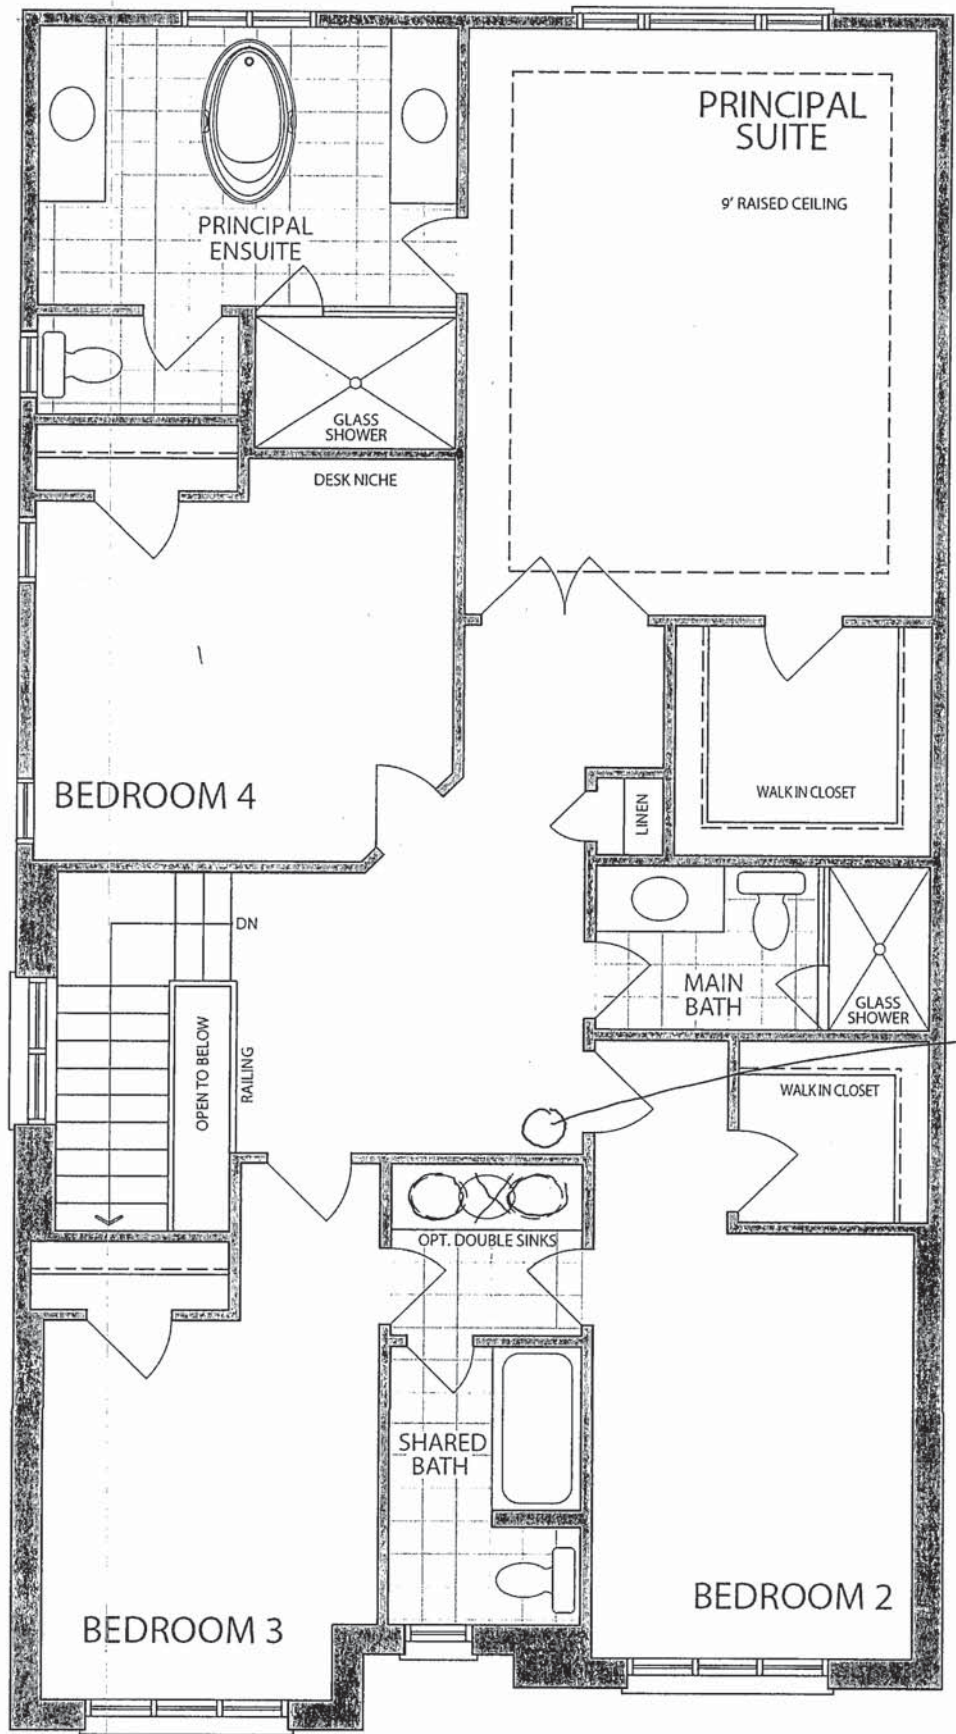 PRINCIPAL
SUITE
9' RAISED CEILING
PRINCIPAL
ENSUITE
GLASS
SHOWER
DESK NICHE
BEDROOM 4
WALK IN CLOSET
LINEN
DN
MAIN
BATH
GLASS
SHOWER
OPEN TO BELOW
RAILING
WALK IN CLOSET
OPT. DOUBLE SINKS
SHARED
BATH
BEDROOM 2
BEDROOM 3